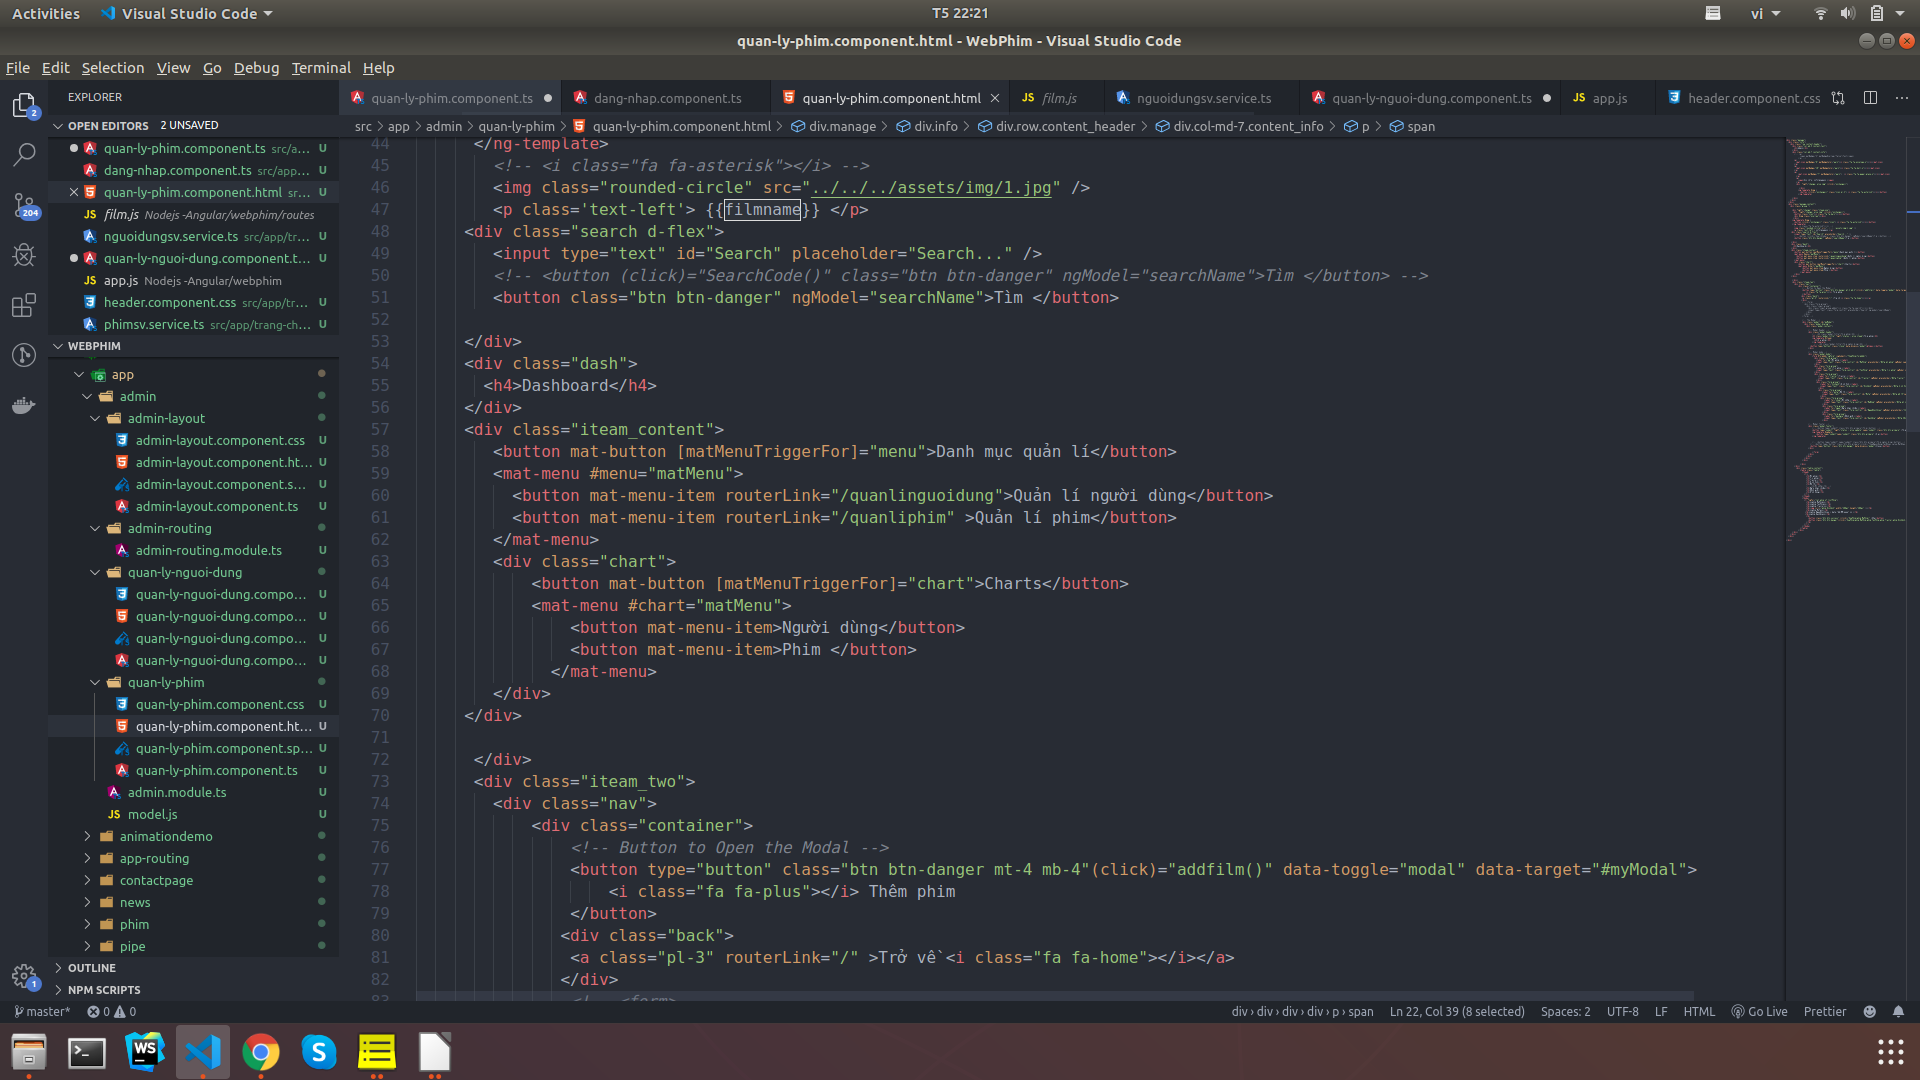 Activities Visual Studio Code T5 22:21 vi
quan-ly-phim.component.html - WebPhim - Visual Studio Code
File Edit Selection View Go Debug Terminal Help
EXPLORER
quan-ly-phim.component.ts dang-nhap.component.ts quan-ly-phim.component.html film.js nguoidungsv.service.ts quan-ly-nguoi-dung.component.ts app.js header.component.css
src > app > admin > quan-ly-phim > quan-ly-phim.component.html > div.manage > div.info > div.row.content_header > div.col-md-7.content_info > p > span
OPEN EDITORS 2 UNSAVED
quan-ly-phim.component.ts src/a... U
dang-nhap.component.ts src/app... U
quan-ly-phim.component.html sr... U
film.js Nodejs -Angular/webphim/routes
nguoidungsv.service.ts src/app/tr... U
quan-ly-nguoi-dung.component.t... U
app.js Nodejs -Angular/webphim
header.component.css src/app/tr... U
phimsv.service.ts src/app/trang-ch... U
WEBPHIM
app
admin
admin-layout
admin-layout.component.css U
admin-layout.component.ht... U
admin-layout.component.s... U
admin-layout.component.ts U
admin-routing
admin-routing.module.ts U
quan-ly-nguoi-dung
quan-ly-nguoi-dung.compo... U
quan-ly-nguoi-dung.compo... U
quan-ly-nguoi-dung.compo... U
quan-ly-nguoi-dung.compo... U
quan-ly-phim
quan-ly-phim.component.css U
quan-ly-phim.component.ht... U
quan-ly-phim.component.sp... U
quan-ly-phim.component.ts U
admin.module.ts U
model.js U
animationdemo
app-routing
contactpage
news
phim
pipe
OUTLINE
NPM SCRIPTS
2
204
1
44 </ng-template>
45 <!-- <i class="fa fa-asterisk"></i> -->
46 <img class="rounded-circle" src="../../../assets/img/1.jpg" />
47 <p class='text-left'> {{filmname}} </p>
48 <div class="search d-flex">
49 <input type="text" id="Search" placeholder="Search..." />
50 <!-- <button (click)="SearchCode()" class="btn btn-danger" ngModel="searchName">Tìm </button> -->
51 <button class="btn btn-danger" ngModel="searchName">Tìm </button>
52
53 </div>
54 <div class="dash">
55 <h4>Dashboard</h4>
56 </div>
57 <div class="iteam_content">
58 <button mat-button [matMenuTriggerFor]="menu">Danh mục quản lí</button>
59 <mat-menu #menu="matMenu">
60 <button mat-menu-item routerLink="/quanlinguoidung">Quản lí người dùng</button>
61 <button mat-menu-item routerLink="/quanliphim" >Quản lí phim</button>
62 </mat-menu>
63 <div class="chart">
64 <button mat-button [matMenuTriggerFor]="chart">Charts</button>
65 <mat-menu #chart="matMenu">
66 <button mat-menu-item>Người dùng</button>
67 <button mat-menu-item>Phim </button>
68 </mat-menu>
69 </div>
70 </div>
71
72 </div>
73 <div class="iteam_two">
74 <div class="nav">
75 <div class="container">
76 <!-- Button to Open the Modal -->
77 <button type="button" class="btn btn-danger mt-4 mb-4"(click)="addfilm()" data-toggle="modal" data-target="#myModal">
78 <i class="fa fa-plus"></i> Thêm phim
79 </button>
80 <div class="back">
81 <a class="pl-3" routerLink="/" >Trở về`<i class="fa fa-home"></i></a>
82 </div>
83 <!-- <form>
master* 0 0 div › div › div › div › p › span Ln 22, Col 39 (8 selected) Spaces: 2 UTF-8 LF HTML Go Live Prettier
WS
S